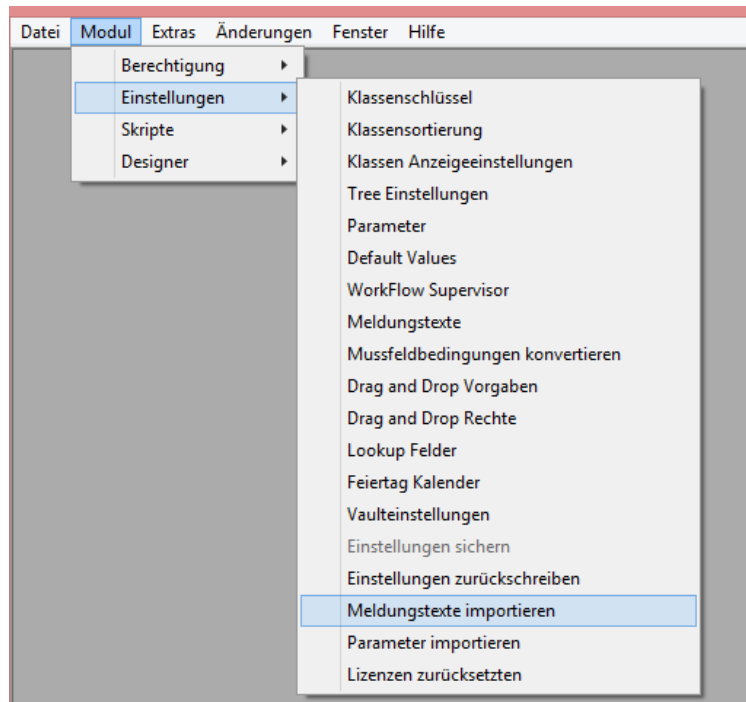 Datei Modul Extras Änderungen Fenster Hilfe
Berechtigung
Einstellungen
Skripte
Designer
Klassenschlüssel
Klassensortierung
Klassen Anzeigeeinstellungen
Tree Einstellungen
Parameter
Default Values
WorkFlow Supervisor
Meldungstexte
Mussfeldbedingungen konvertieren
Drag and Drop Vorgaben
Drag and Drop Rechte
Lookup Felder
Feiertag Kalender
Vaulteinstellungen
Einstellungen sichern
Einstellungen zurückschreiben
Meldungstexte importieren
Parameter importieren
Lizenzen zurücksetzten